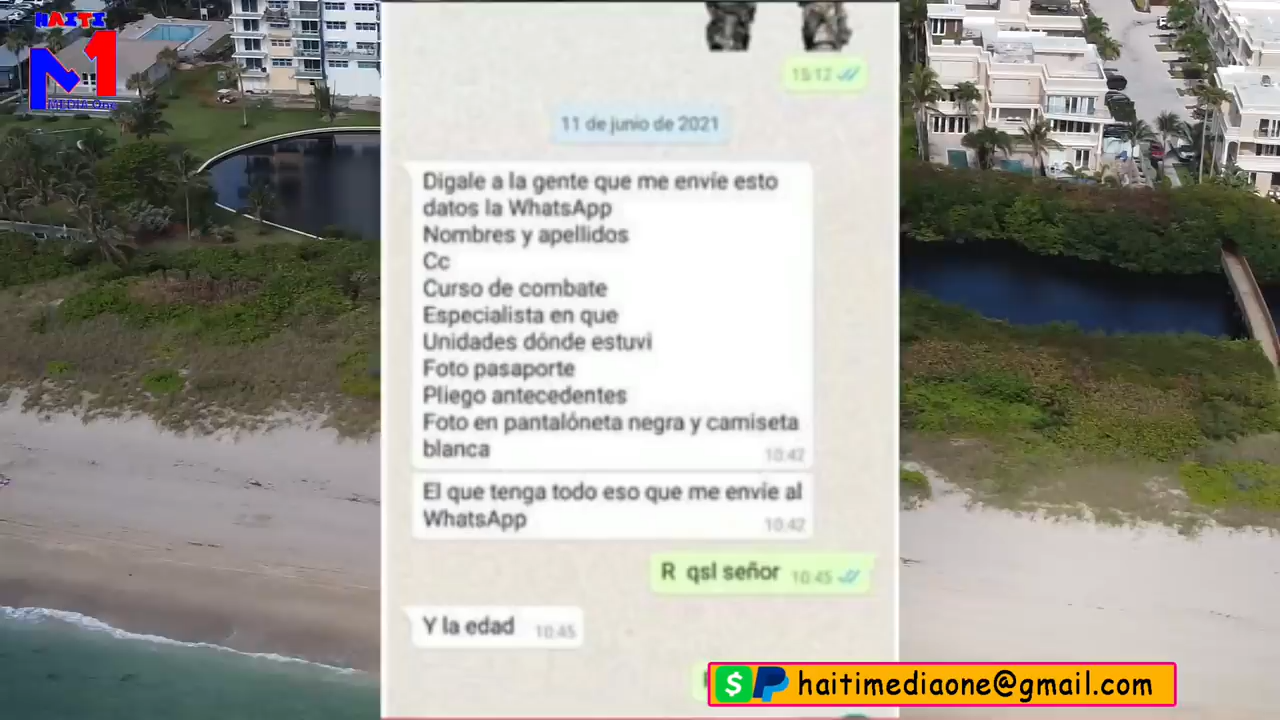 HAITI
M1
MEDIA One
15:12
11 de junio de 2021
Digale a la gente que me envíe esto
datos la WhatsApp
Nombres y apellidos
Cc
Curso de combate
Especialista en que
Unidades dónde estuvi
Foto pasaporte
Pliego antecedentes
Foto en pantalóneta negra y camiseta
blanca
10:42
El que tenga todo eso que me envie al
WhatsApp
10:42
R qsl señor
10:45
Y la edad
10:45
$ haitimediaone@gmail.com